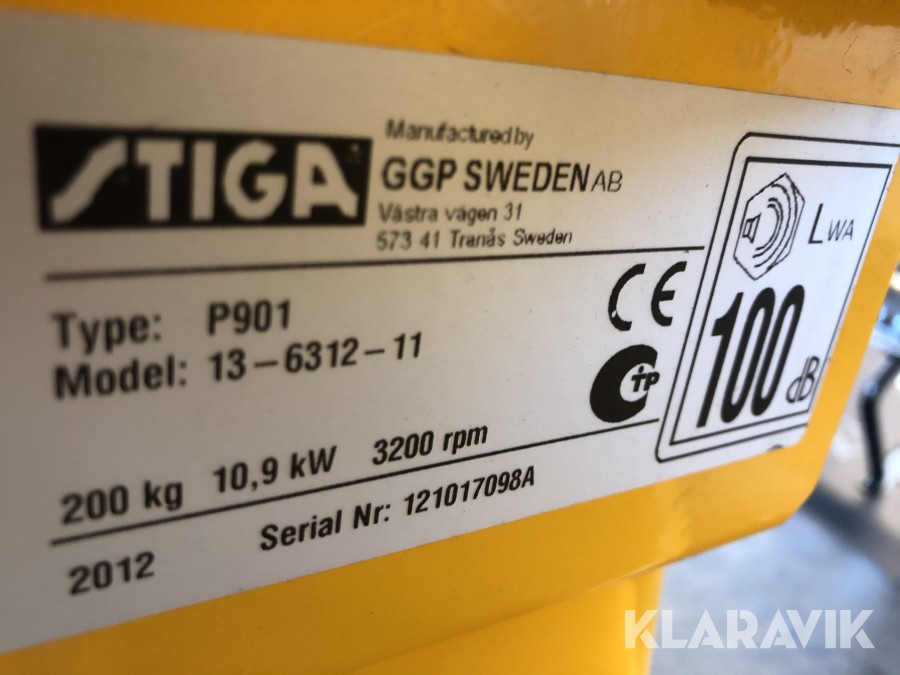 STIGA
Manufactured by
GGP SWEDEN AB
Västra vägen 31
573 41 Tranås Sweden
Type: P901
Model: 13-6312-11
CE
TP
200 kg 10,9 kW 3200 rpm
2012 Serial Nr: 121017098A
LWA
100 dB
KLARAVIK